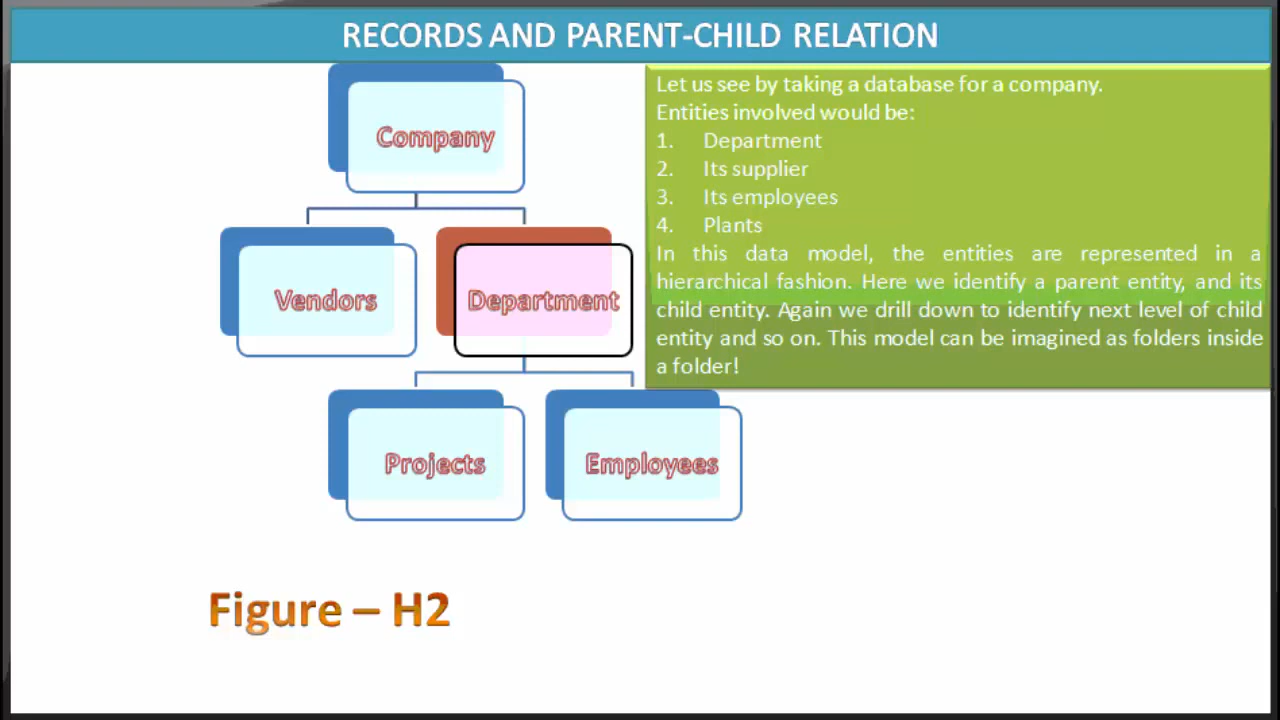 RECORDS AND PARENT-CHILD RELATION
Company
Vendors
Department
Projects
Employees
Let us see by taking a database for a company.
Entities involved would be:
1. Department
2. Its supplier
3. Its employees
4. Plants
In this data model, the entities are represented in a
hierarchical fashion. Here we identify a parent entity, and its
child entity. Again we drill down to identify next level of child
entity and so on. This model can be imagined as folders inside
a folder!
Figure – H2